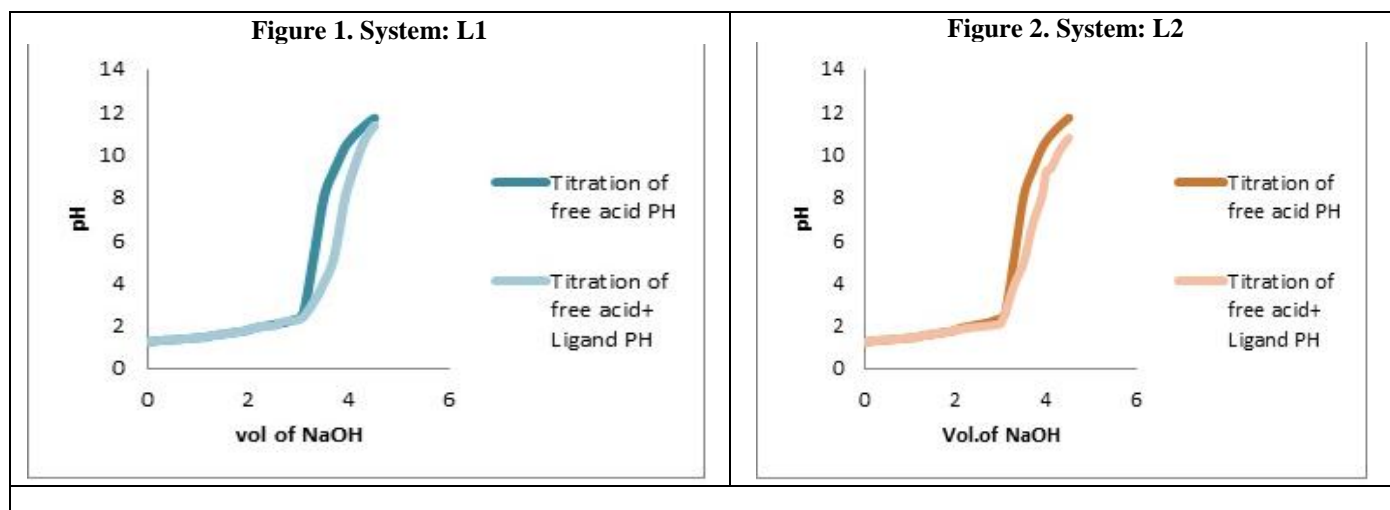 Figure 1. System: L1
14
12
10
8
6
4
2
0
pH
0 2 4 6
vol of NaOH
Titration of
free acid PH
Titration of
free acid+
Ligand PH
Figure 2. System: L2
14
12
10
8
6
4
2
0
pH
0 2 4 6
Vol.of NaOH
Titration of
free acid PH
Titration of
free acid+
Ligand PH